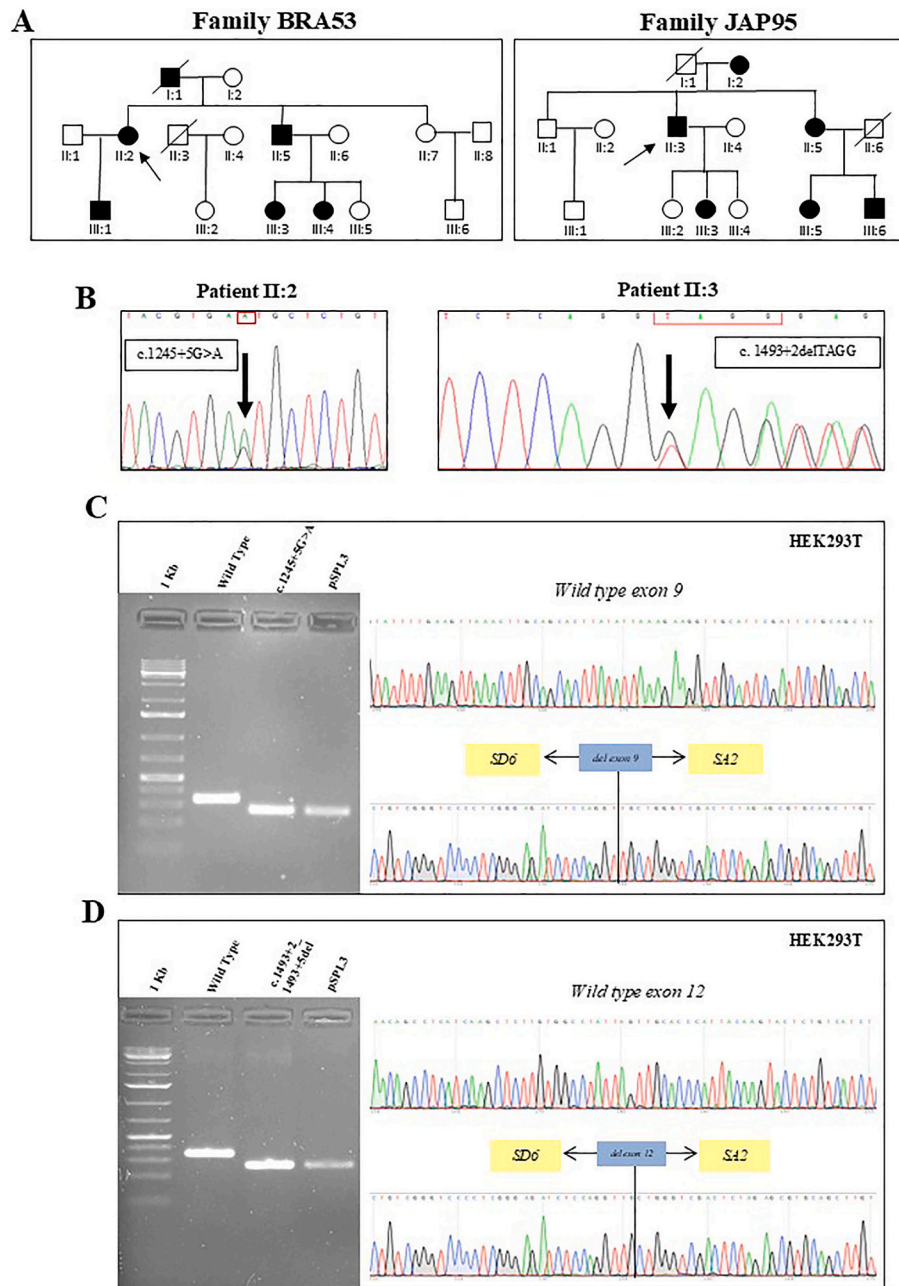 A
Family BRA53
Family JAP95
I:1 I:2
II:1 II:2 II:3 II:4 II:5 II:6 II:7 II:8
III:1 III:2 III:3 III:4 III:5 III:6
I:1 I:2
II:1 II:2 II:3 II:4 II:5 II:6
III:1 III:2 III:3 III:4 III:5 III:6
B
Patient II:2
Patient II:3
T A C G T G A A T G C T C T G T
T C T C A G G T A G G G A G
c.1245+5G>A
c. 1493+2delTAGG
C
HEK293T
1 Kb
Wild Type
c.1245+5G>A
pSPL3
Wild type exon 9
SD6 del exon 9 SA2
D
HEK293T
1 Kb
Wild Type
c.1493+2_
1493+5del
pSPL3
Wild type exon 12
SD6 del exon 12 SA2